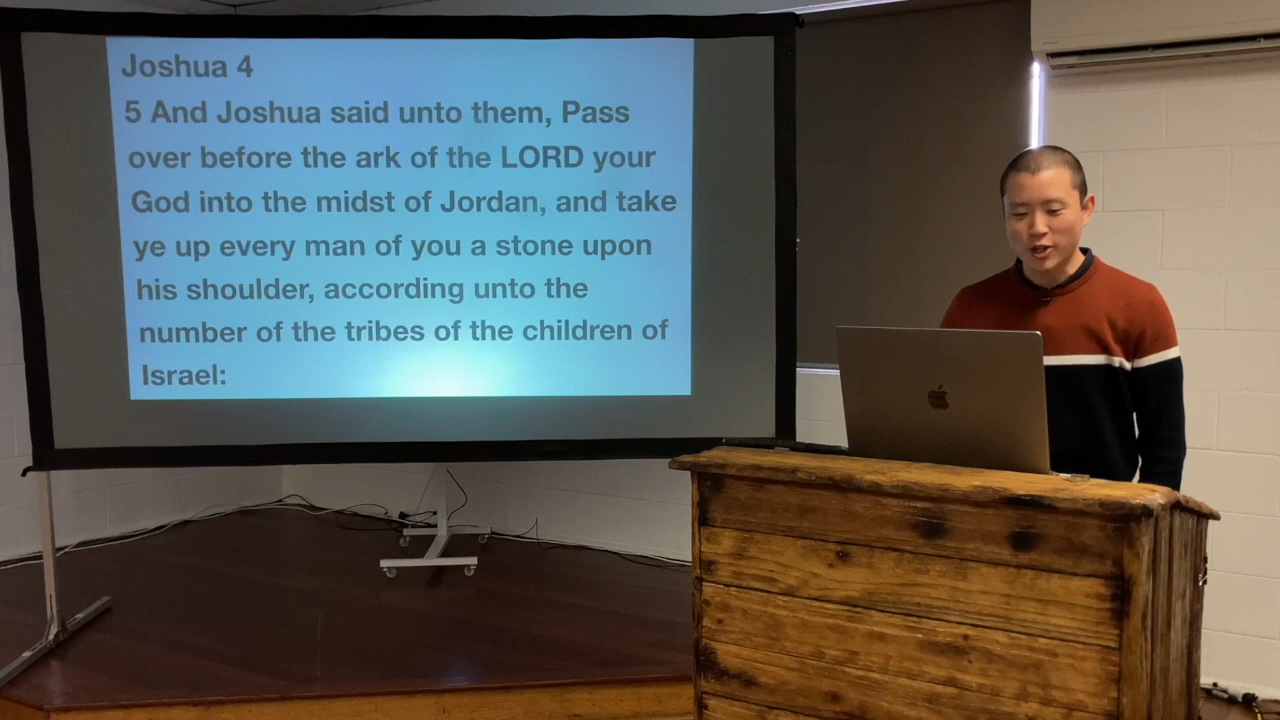 Joshua 4
5 And Joshua said unto them, Pass
over before the ark of the LORD your
God into the midst of Jordan, and take
ye up every man of you a stone upon
his shoulder, according unto the
number of the tribes of the children of
Israel: